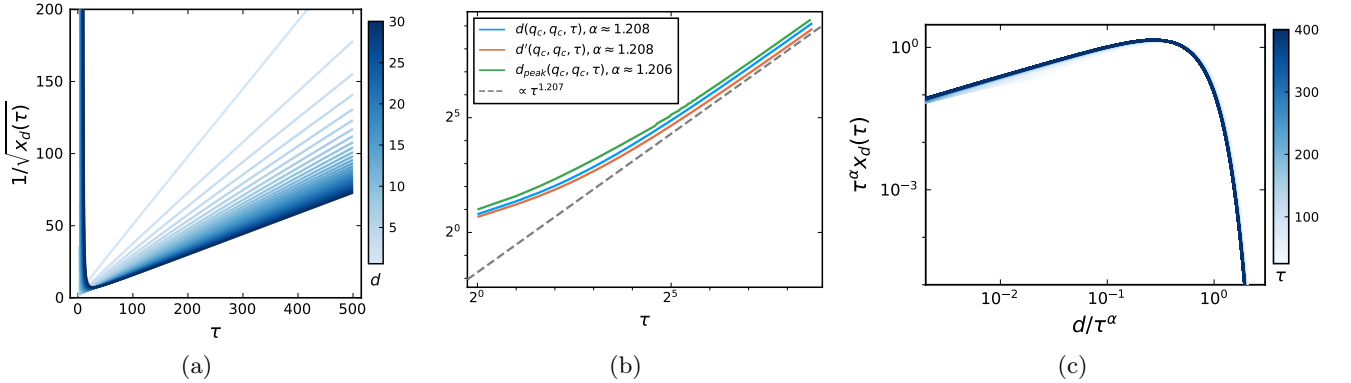 200
150
100
50
0
1/√x_d(τ)
0 100 200 300 400 500
τ
30
25
20
15
10
5
d
(a)
d(q_c, q_c, τ), α ≈ 1.208
d′(q_c, q_c, τ), α ≈ 1.208
d_peak(q_c, q_c, τ), α ≈ 1.206
∝ τ^1.207
2^5
2^0
2^0 2^5
τ
(b)
10^0
10^−3
τ^α x_d(τ)
10^−2 10^−1 10^0
d/τ^α
400
300
200
100
τ
(c)